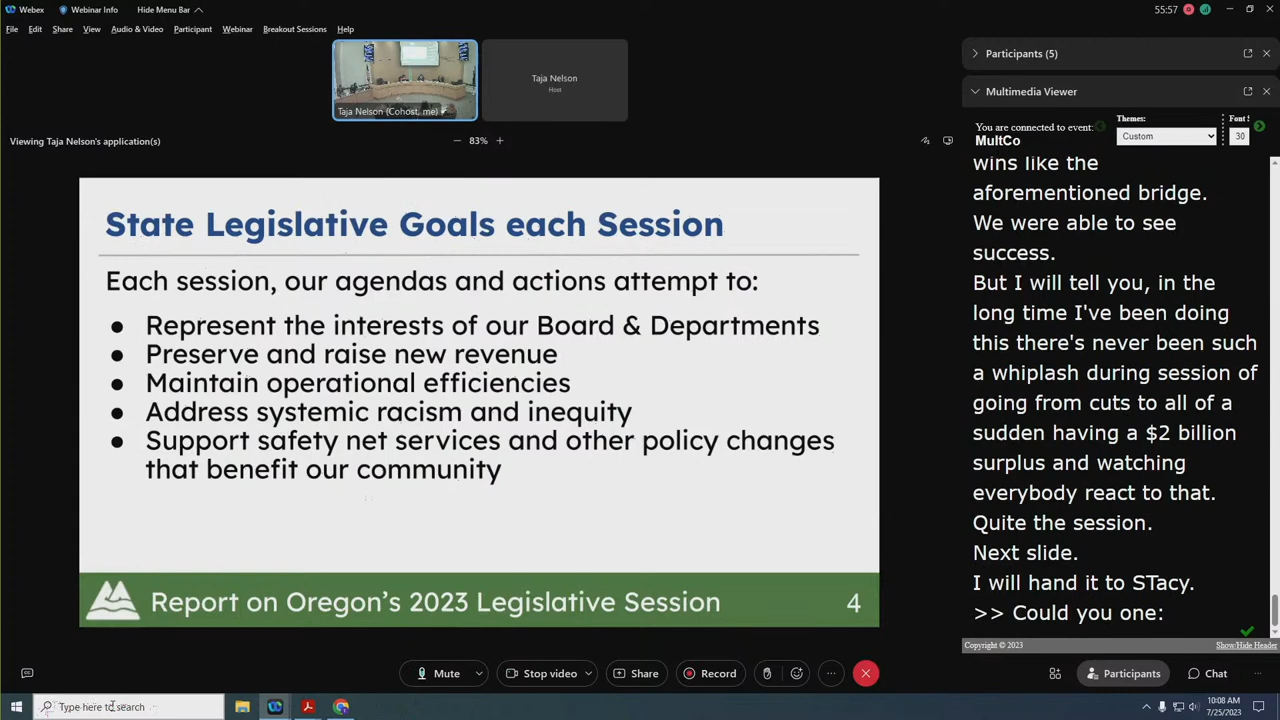 Webex
Webinar Info
Hide Menu Bar
55:57
File
Edit
Share
View
Audio & Video
Participant
Webinar
Breakout Sessions
Help
Taja Nelson (Cohost, me)
Taja Nelson
Host
Viewing Taja Nelson's application(s)
83%
State Legislative Goals each Session
Each session, our agendas and actions attempt to:
● Represent the interests of our Board & Departments
● Preserve and raise new revenue
● Maintain operational efficiencies
● Address systemic racism and inequity
● Support safety net services and other policy changes
that benefit our community
Report on Oregon's 2023 Legislative Session
4
Participants (5)
Multimedia Viewer
You are connected to event:
MultCo
Themes:
Custom
30
wins like the
aforementioned bridge.
We were able to see
success.
But I will tell you, in the
long time I've been doing
this there's never been such
a whiplash during session of
going from cuts to all of a
sudden having a $2 billion
surplus and watching
everybody react to that.
Quite the session.
Next slide.
I will hand it to STacy.
>> Could you one:
Copyright © 2023
Show/Hide Header
Mute
Stop video
Share
Record
Participants
Chat
Type here to search
10:08 AM
7/25/2023